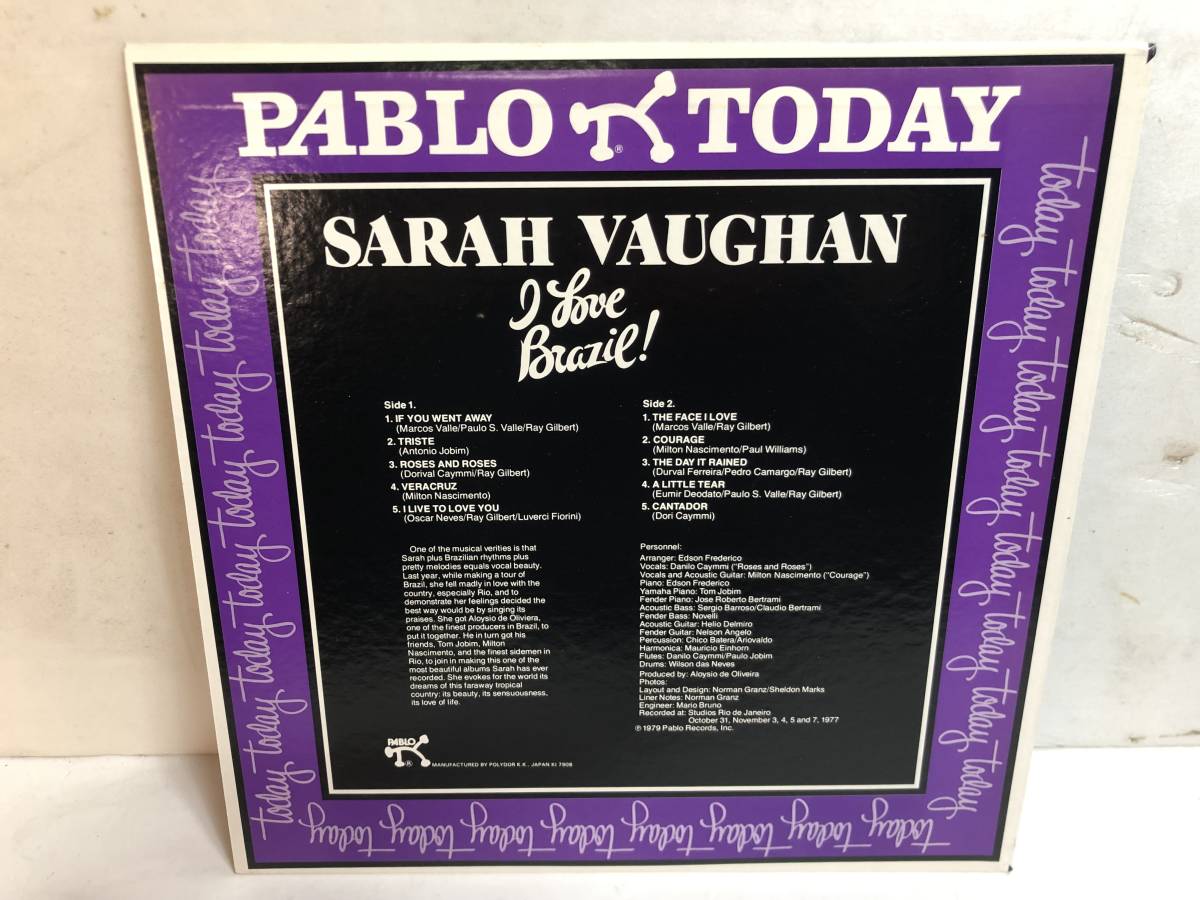 PABLO TODAY
®
SARAH VAUGHAN
I Love
Brazil!
Side 1.
1. IF YOU WENT AWAY
(Marcos Valle/Paulo S. Valle/Ray Gilbert)
2. TRISTE
(Antonio Jobim)
3. ROSES AND ROSES
(Dorival Caymmi/Ray Gilbert)
4. VERACRUZ
(Milton Nascimento)
5. I LIVE TO LOVE YOU
(Oscar Neves/Ray Gilbert/Luverci Fiorini)
Side 2.
1. THE FACE I LOVE
(Marcos Valle/Ray Gilbert)
2. COURAGE
(Milton Nascimento/Paul Williams)
3. THE DAY IT RAINED
(Durval Ferreira/Pedro Camargo/Ray Gilbert)
4. A LITTLE TEAR
(Eumir Deodato/Paulo S. Valle/Ray Gilbert)
5. CANTADOR
(Dori Caymmi)
One of the musical verities is that
Sarah plus Brazilian rhythms plus
pretty melodies equals vocal beauty.
Last year, while making a tour of
Brazil, she fell madly in love with the
country, especially Rio, and to
demonstrate her feelings decided the
best way would be by singing its
praises. She got Aloysio de Oliviera,
one of the finest producers in Brazil, to
put it together. He in turn got his
friends, Tom Jobim, Milton
Nascimento, and the finest sidemen in
Rio, to join in making this one of the
most beautiful albums Sarah has ever
recorded. She evokes for the world its
dreams of this faraway tropical
country: its beauty, its sensuousness,
its love of life.
Personnel:
Arranger: Edson Frederico
Vocals: Danilo Caymmi ("Roses and Roses")
Vocals and Acoustic Guitar: Milton Nascimento ("Courage")
Piano: Edson Frederico
Yamaha Piano: Tom Jobim
Fender Piano: Jose Roberto Bertrami
Acoustic Bass: Sergio Barroso/Claudio Bertrami
Fender Bass: Novelli
Acoustic Guitar: Helio Delmiro
Fender Guitar: Nelson Angelo
Percussion: Chico Batera/Ariovaldo
Harmonica: Mauricio Einhorn
Flutes: Danilo Caymmi/Paulo Jobim
Drums: Wilson das Neves
Produced by: Aloysio de Oliveira
Photos:
Layout and Design: Norman Granz/Sheldon Marks
Liner Notes: Norman Granz
Engineer: Mario Bruno
Recorded at: Studios Rio de Janeiro
October 31, November 3, 4, 5 and 7, 1977
℗ 1979 Pablo Records, Inc.
PABLO
®
MANUFACTURED BY POLYDOR K.K., JAPAN KI 7908
today today today today today today today today
today today today today today today today today
today today today today today today today today